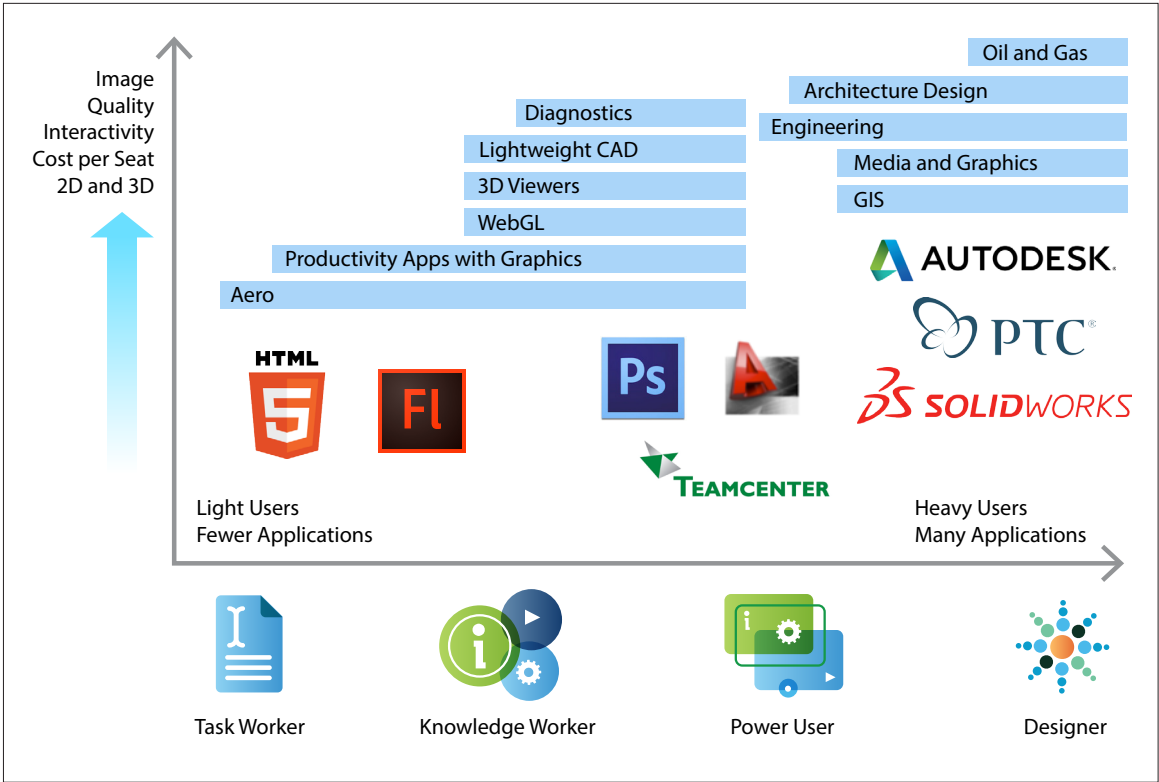 Image
Quality
Interactivity
Cost per Seat
2D and 3D
Oil and Gas
Architecture Design
Engineering
Media and Graphics
GIS
Diagnostics
Lightweight CAD
3D Viewers
WebGL
Productivity Apps with Graphics
Aero
AUTODESK.
PTC®
SOLIDWORKS
HTML
5
Fl
Ps
A
TEAMCENTER
Light Users
Fewer Applications
Heavy Users
Many Applications
i
i
Task Worker
Knowledge Worker
Power User
Designer